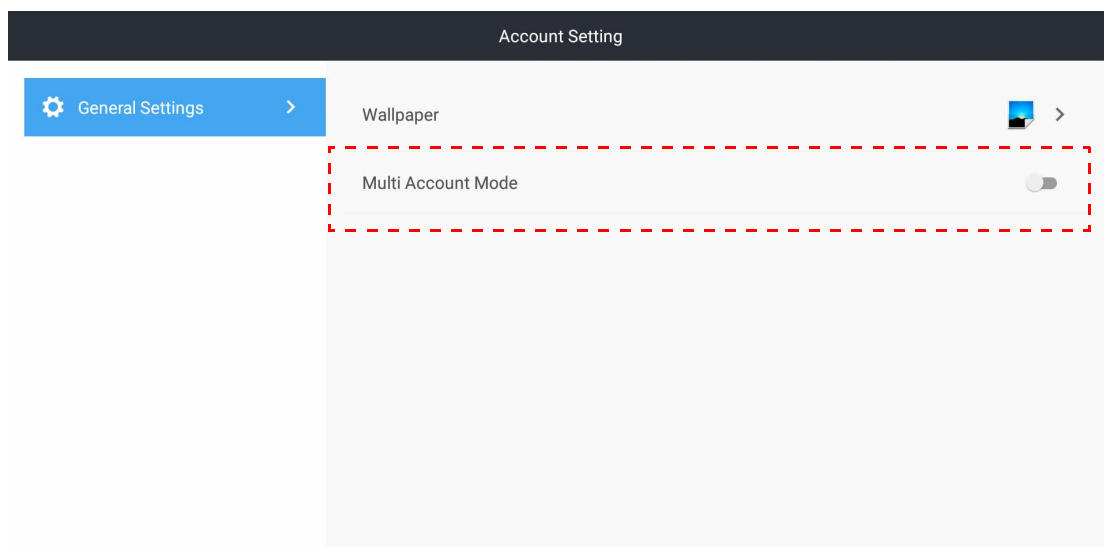 Account Setting
General Settings
Wallpaper
Multi Account Mode